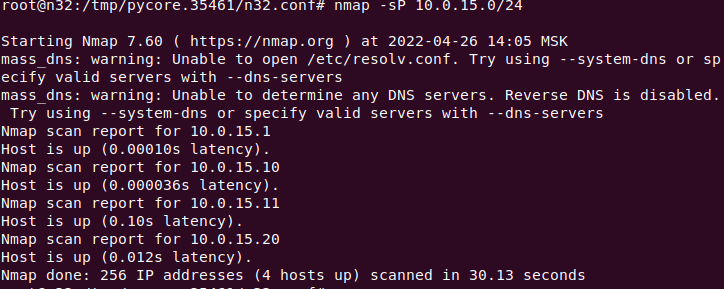 root@n32:/tmp/pycore.35461/n32.conf# nmap -sP 10.0.15.0/24
Starting Nmap 7.60 ( https://nmap.org ) at 2022-04-26 14:05 MSK
mass_dns: warning: Unable to open /etc/resolv.conf. Try using --system-dns or sp
ecify valid servers with --dns-servers
mass_dns: warning: Unable to determine any DNS servers. Reverse DNS is disabled.
 Try using --system-dns or specify valid servers with --dns-servers
Nmap scan report for 10.0.15.1
Host is up (0.00010s latency).
Nmap scan report for 10.0.15.10
Host is up (0.000036s latency).
Nmap scan report for 10.0.15.11
Host is up (0.10s latency).
Nmap scan report for 10.0.15.20
Host is up (0.012s latency).
Nmap done: 256 IP addresses (4 hosts up) scanned in 30.13 seconds